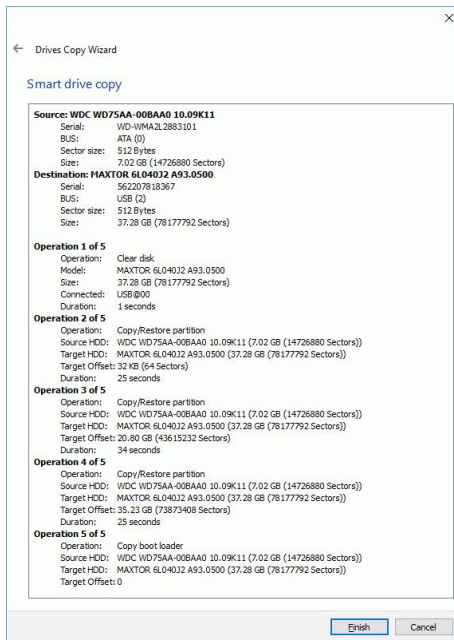 Drives Copy Wizard
Smart drive copy
Source: WDC WD75AA-00BAA0 10.09K11
Serial: WD-WMA2L2883101
BUS: ATA (0)
Sector size: 512 Bytes
Size: 7.02 GB (14726880 Sectors)
Destination: MAXTOR 6L040J2 A93.0500
Serial: 562207818367
BUS: USB (2)
Sector size: 512 Bytes
Size: 37.28 GB (78177792 Sectors)
Operation 1 of 5
Operation: Clear disk
Model: MAXTOR 6L040J2 A93.0500
Size: 37.28 GB (78177792 Sectors)
Connected: USB@00
Duration: 1 seconds
Operation 2 of 5
Operation: Copy/Restore partition
Source HDD: WDC WD75AA-00BAA0 10.09K11 (7.02 GB (14726880 Sectors))
Target HDD: MAXTOR 6L040J2 A93.0500 (37.28 GB (78177792 Sectors))
Target Offset: 32 KB (64 Sectors)
Duration: 25 seconds
Operation 3 of 5
Operation: Copy/Restore partition
Source HDD: WDC WD75AA-00BAA0 10.09K11 (7.02 GB (14726880 Sectors))
Target HDD: MAXTOR 6L040J2 A93.0500 (37.28 GB (78177792 Sectors))
Target Offset: 20.80 GB (43615232 Sectors)
Duration: 34 seconds
Operation 4 of 5
Operation: Copy/Restore partition
Source HDD: WDC WD75AA-00BAA0 10.09K11 (7.02 GB (14726880 Sectors))
Target HDD: MAXTOR 6L040J2 A93.0500 (37.28 GB (78177792 Sectors))
Target Offset: 35.23 GB (73873408 Sectors)
Duration: 25 seconds
Operation 5 of 5
Operation: Copy boot loader
Source HDD: WDC WD75AA-00BAA0 10.09K11 (7.02 GB (14726880 Sectors))
Target HDD: MAXTOR 6L040J2 A93.0500 (37.28 GB (78177792 Sectors))
Target Offset: 0
Finish Cancel